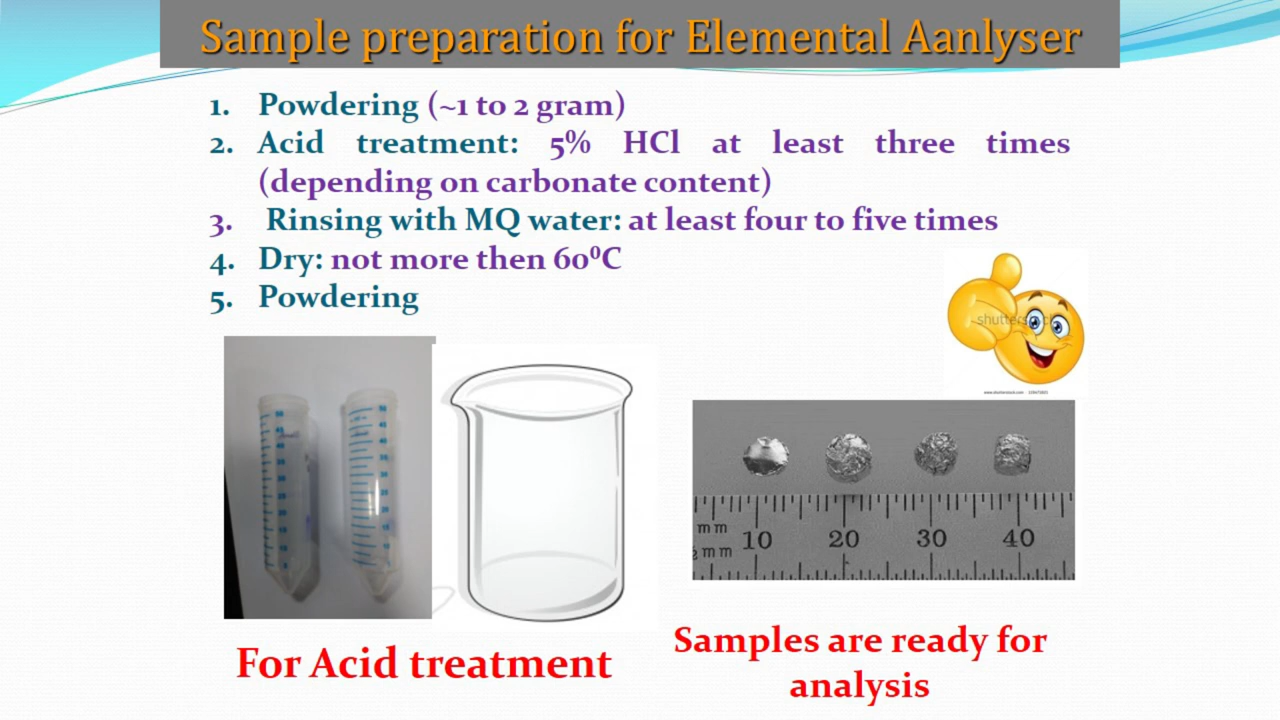 Sample preparation for Elemental Aanlyser
1. Powdering (~1 to 2 gram)
2. Acid treatment: 5% HCl at least three times
(depending on carbonate content)
3. Rinsing with MQ water: at least four to five times
4. Dry: not more then 60⁰C
5. Powdering
shutterstock
mm
10 20 30 40
½ mm
For Acid treatment
Samples are ready for
analysis